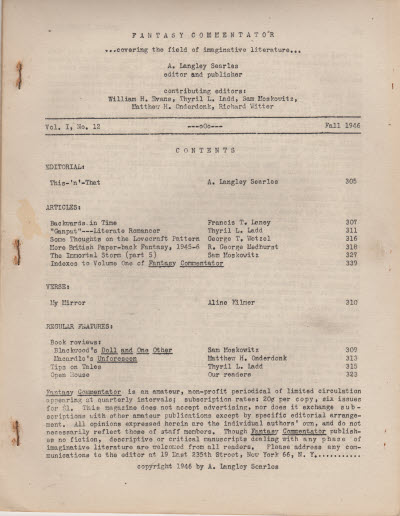 FANTASY COMMENTATOR
...covering the field of imaginative literature...
A. Langley Searles
editor and publisher
contributing editors:
William H. Evans, Thyril L. Ladd, Sam Moskowitz,
Matthew H. Onderdonk, Richard Witter
Vol. I, No. 12 ---oOo--- Fall 1946
CONTENTS
EDITORIAL:
This-'n'-That A. Langley Searles 305
ARTICLES:
Backwards in Time Francis T. Laney 307
"Ganpat"---Literate Romancer Thyril L. Ladd 311
Some Thoughts on the Lovecraft Pattern George T. Wetzel 316
More British Paper-back Fantasy, 1945-6 R. George Medhurst 318
The Immortal Storm (part 5) Sam Moskowitz 327
Indexes to Volume One of Fantasy Commentator 339
VERSE:
My Mirror Aline Kilmer 310
REGULAR FEATURES:
Book reviews:
Blackwood's Doll and One Other Sam Moskowitz 309
Eacardio's Unforeseen Matthew H. Onderdonk 313
Tips on Tales Thyril L. Ladd 315
Open House Our readers 323
Fantasy Commentator is an amateur, non-profit periodical of limited circulation
appearing at quarterly intervals; subscription rates: 20¢ per copy, six issues
for $1. This magazine does not accept advertising, nor does it exchange sub-
scriptions with other amateur publications except by specific editorial arrange-
ment. All opinions expressed herein are the individual authors' own, and do not
necessarily reflect those of staff members. Though Fantasy Commentator publish-
es no fiction, descriptive or critical manuscripts dealing with any phase of
imaginative literature are welcomed from all readers. Please address any com-
munications to the editor at 19 East 235th Street, New York 66, N. Y...........
copyright 1946 by A. Langley Searles